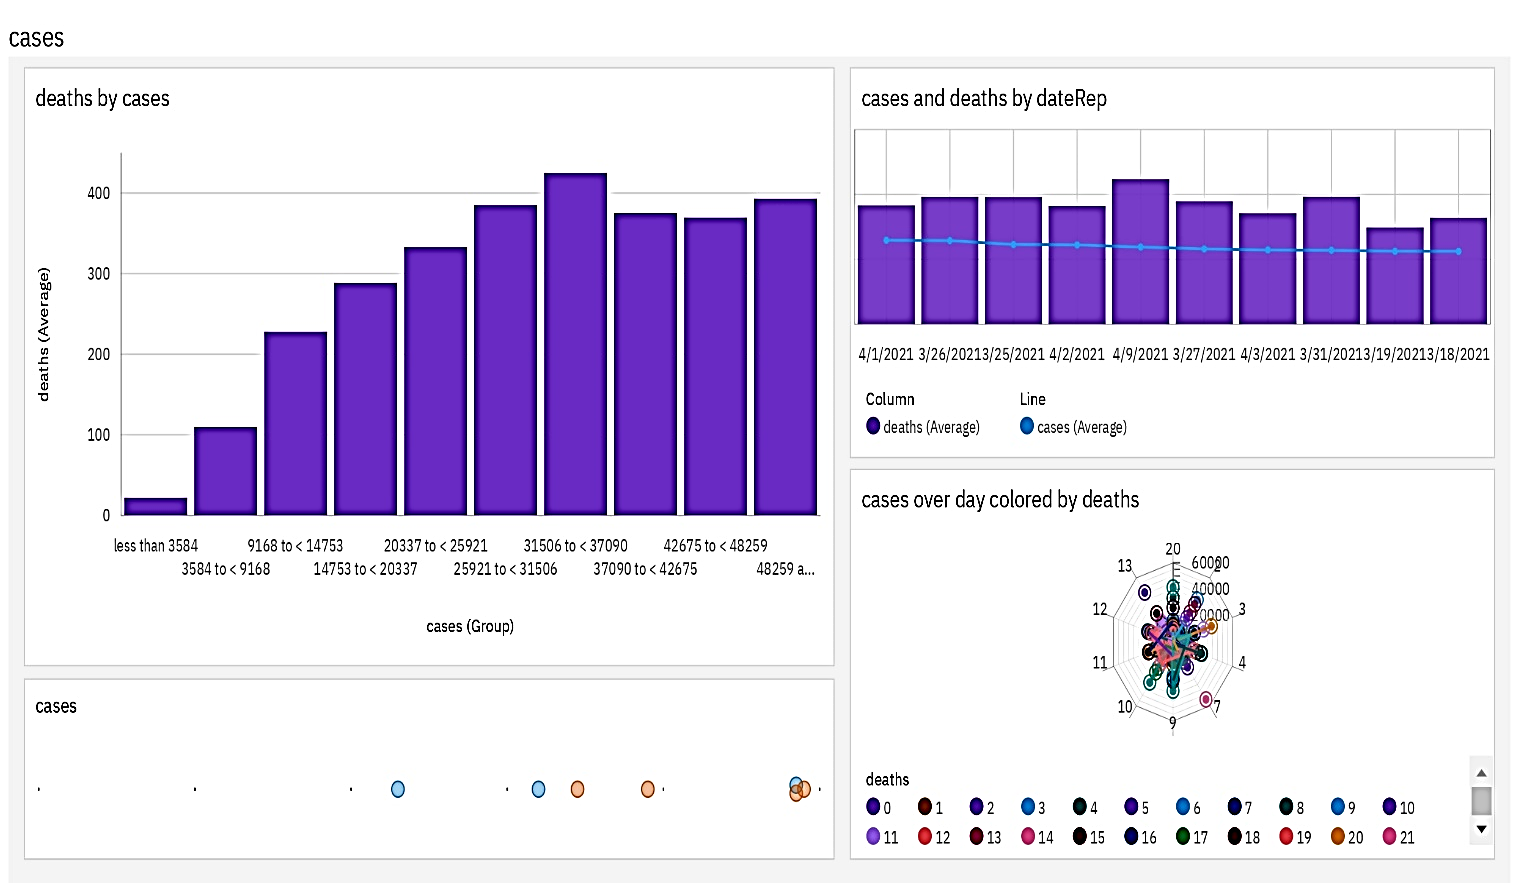 cases
deaths by cases
400
300
200
100
0
deaths (Average)
less than 3584
3584 to < 9168
9168 to < 14753
14753 to < 20337
20337 to < 25921
25921 to < 31506
31506 to < 37090
37090 to < 42675
42675 to < 48259
48259 a...
cases (Group)
cases
cases and deaths by dateRep
4/1/2021 3/26/2021 3/25/2021 4/2/2021 4/9/2021 3/27/2021 4/3/2021 3/31/2021 3/19/2021 3/18/2021
Column
deaths (Average)
Line
cases (Average)
cases over day colored by deaths
20
60000
40000
20000
2
3
4
7
9
10
11
12
13
deaths
0 1 2 3 4 5 6 7 8 9 10
11 12 13 14 15 16 17 18 19 20 21